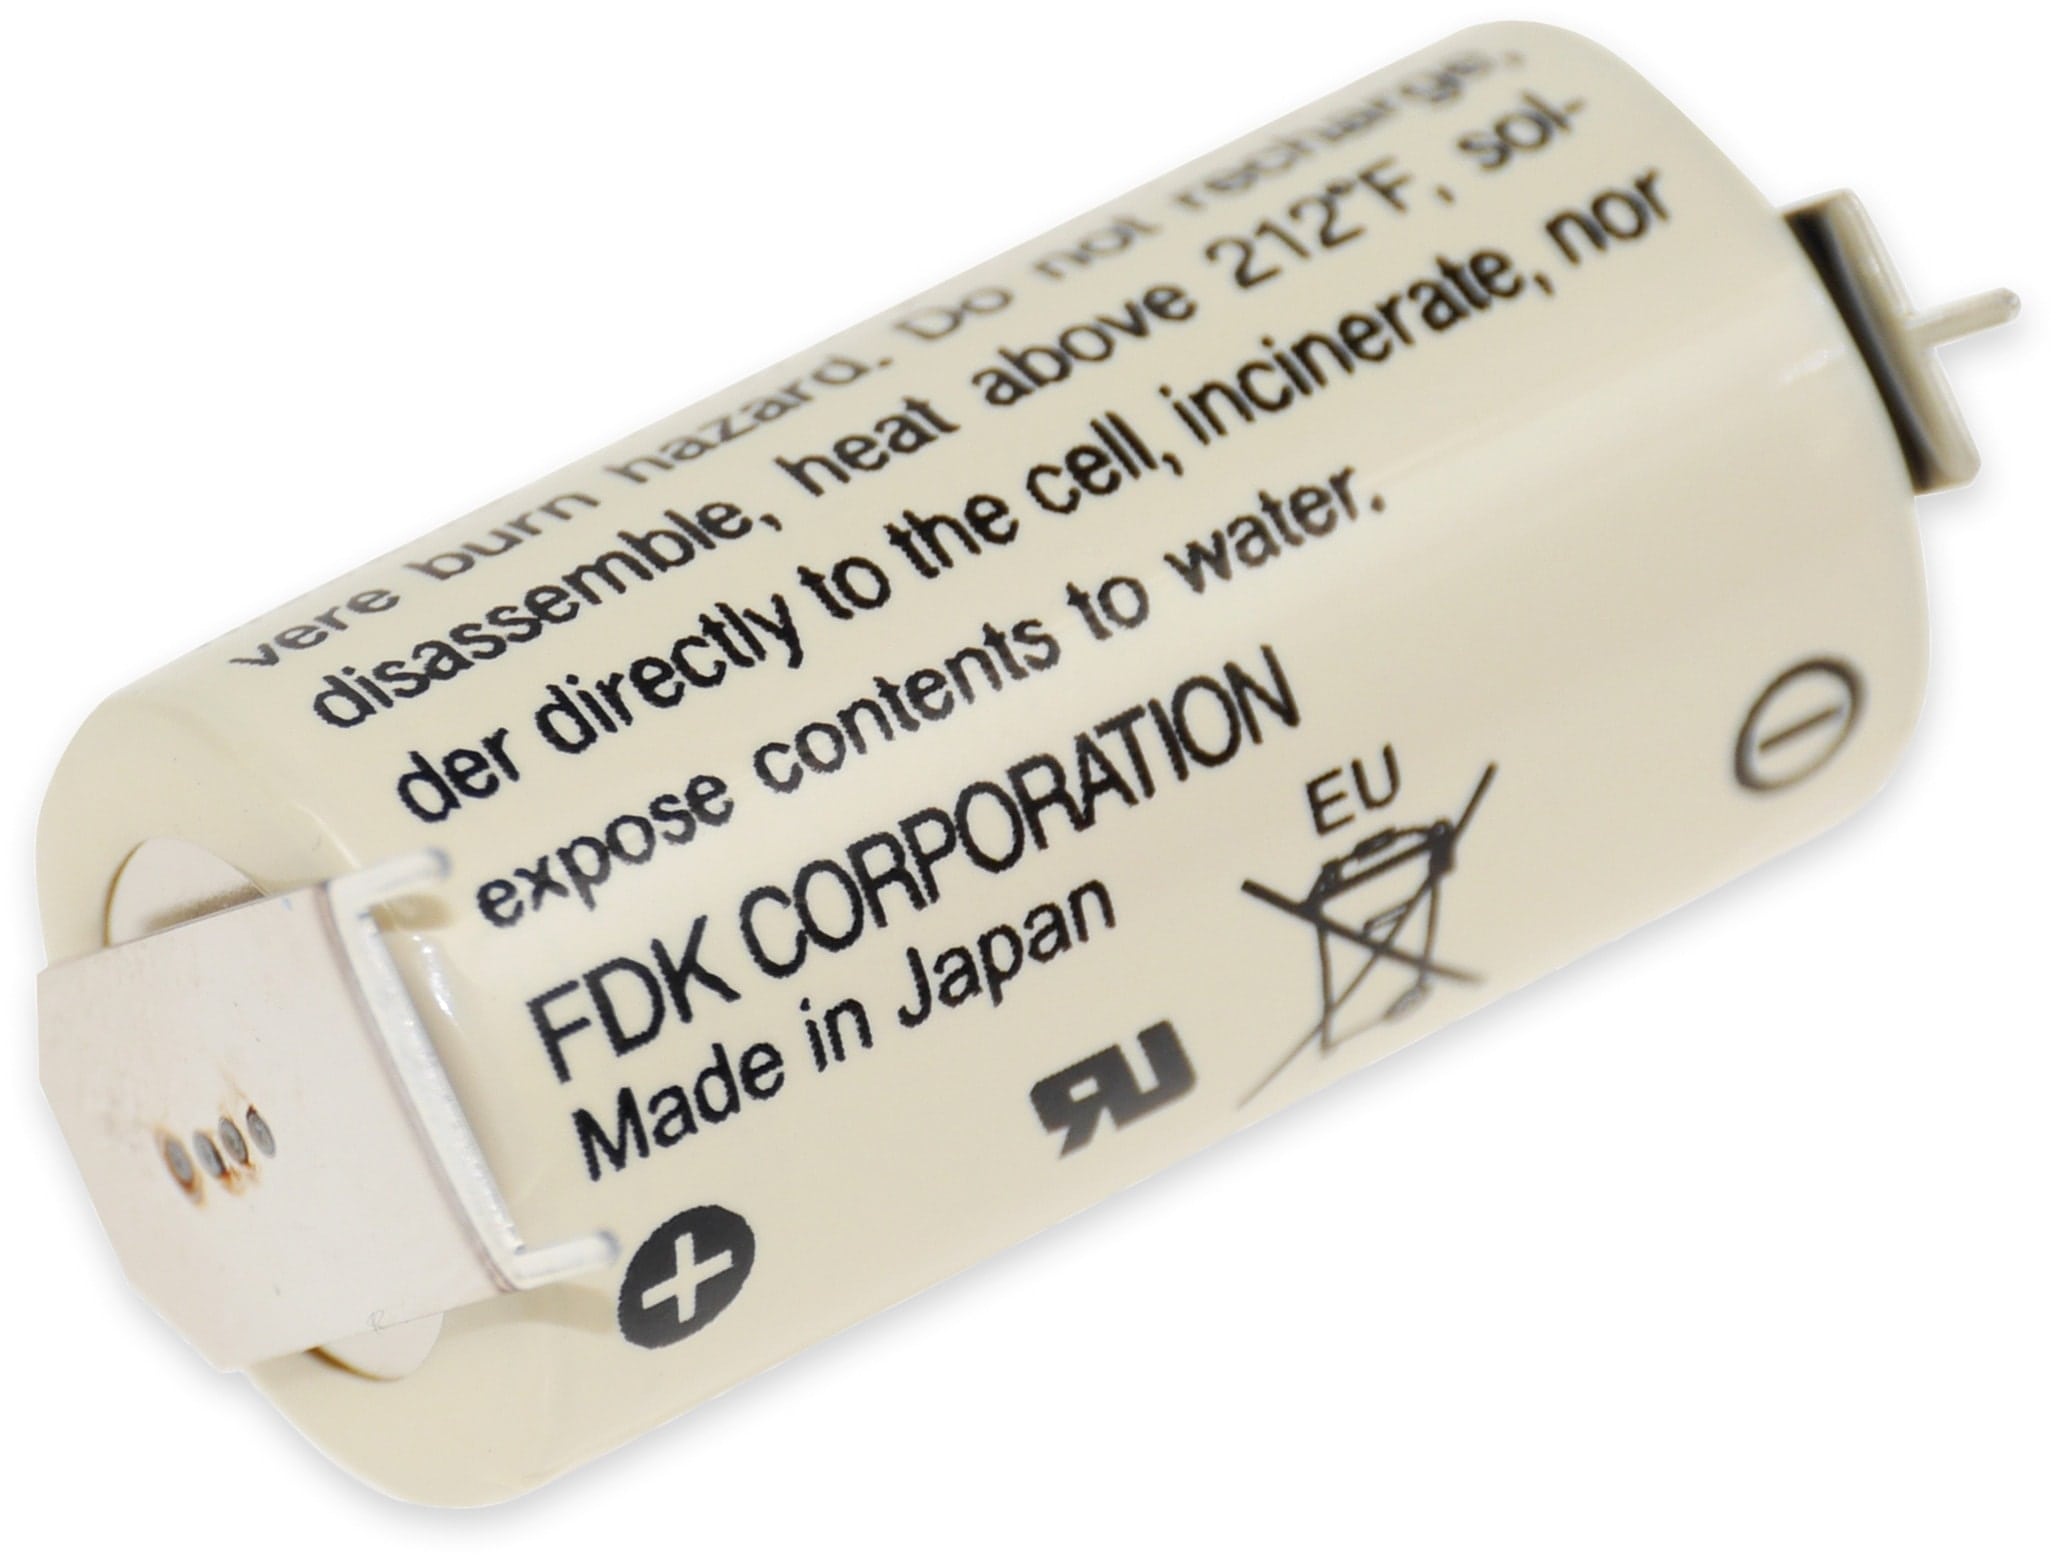 vere burn hazard. Do not recharge,
disassemble, heat above 212°F, sol-
der directly to the cell, incinerate, nor
expose contents to water.
FDK CORPORATION
Made in Japan
EU